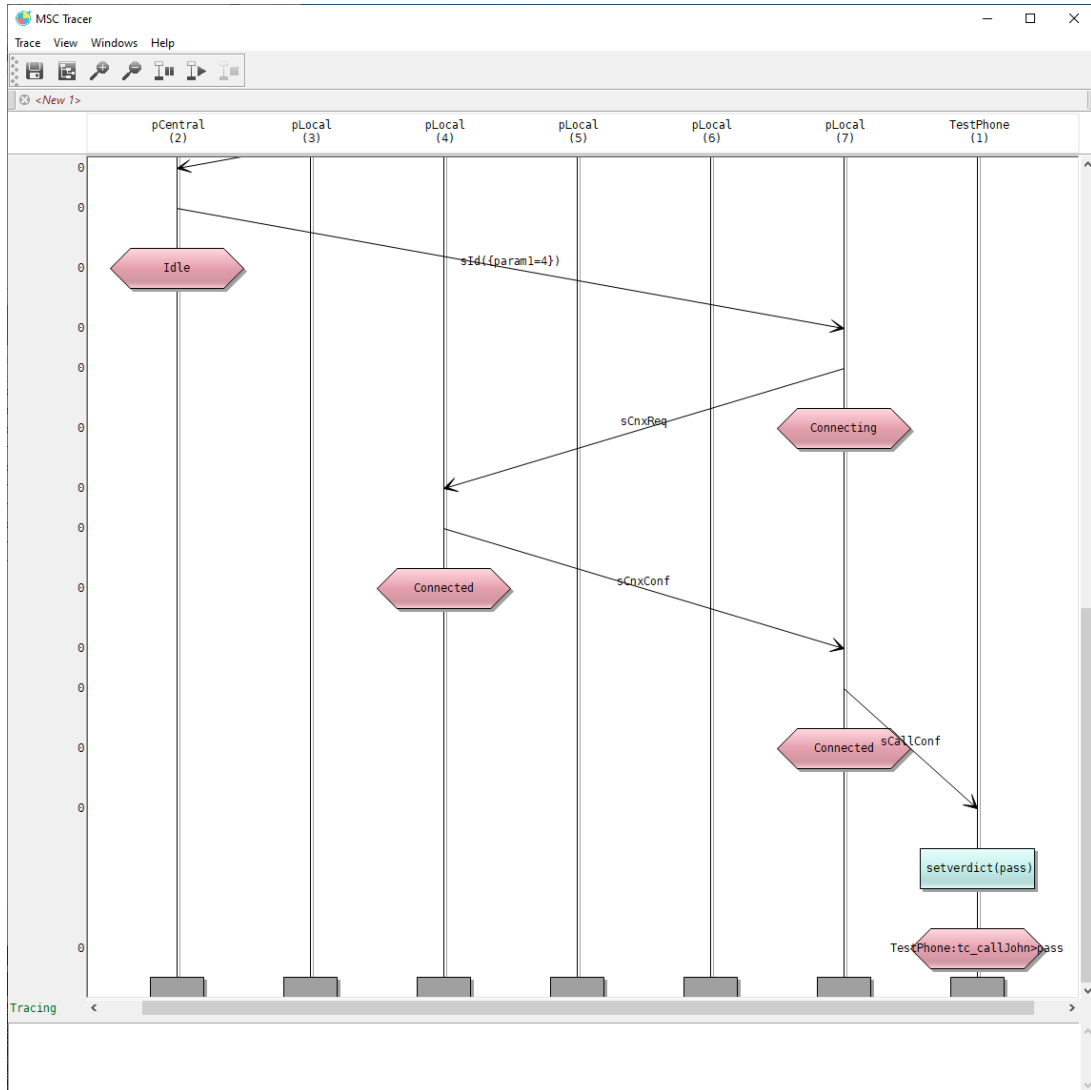 MSC Tracer
Trace View Windows Help
<New 1>
pCentral pLocal pLocal pLocal pLocal pLocal TestPhone
(2) (3) (4) (5) (6) (7) (1)
0
0
sId({param1=4})
0 Idle
0
0
sCnxReq
0 Connecting
0
0
sCnxConf
0 Connected
0
0
sCallConf
0 Connected
0
setverdict(pass)
0 TestPhone:tc_callJohn>pass
Tracing